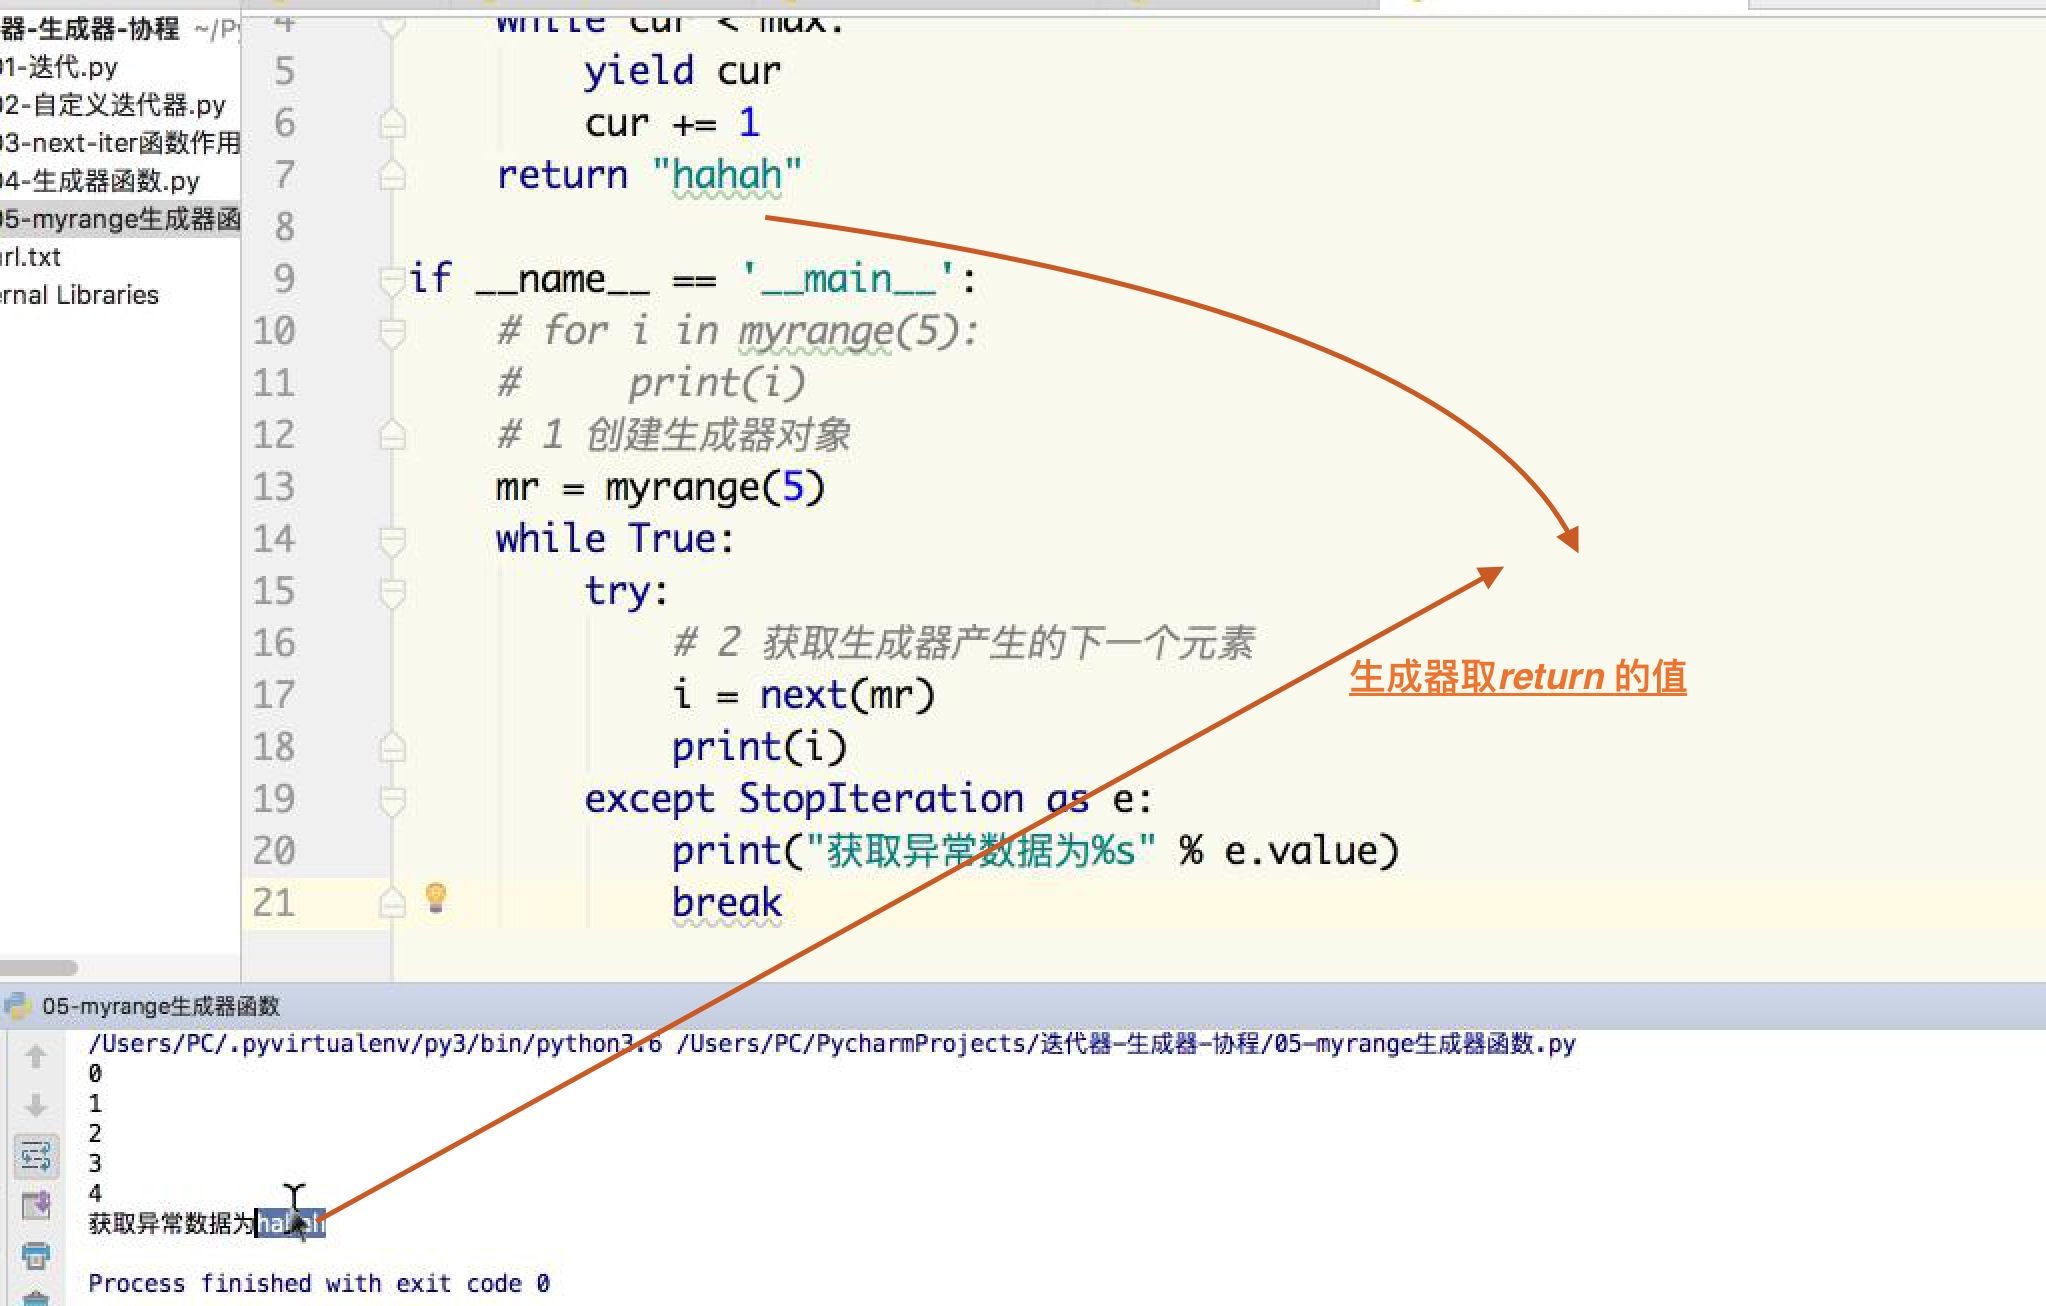 器-生成器-协程 ~/Py
01-迭代.py
02-自定义迭代器.py
03-next-iter函数作用
04-生成器函数.py
05-myrange生成器函
url.txt
ernal Libraries
4 while cur < max:
5 yield cur
6 cur += 1
7 return "hahah"
8
9 if __name__ == '__main__':
10 # for i in myrange(5):
11 # print(i)
12 # 1 创建生成器对象
13 mr = myrange(5)
14 while True:
15 try:
16 # 2 获取生成器产生的下一个元素
17 i = next(mr)
18 print(i)
19 except StopIteration as e:
20 print("获取异常数据为%s" % e.value)
21 break
生成器取return 的值
05-myrange生成器函数
/Users/PC/.pyvirtualenv/py3/bin/python3.6 /Users/PC/PycharmProjects/迭代器-生成器-协程/05-myrange生成器函数.py
0
1
2
3
4
获取异常数据为hahah
Process finished with exit code 0